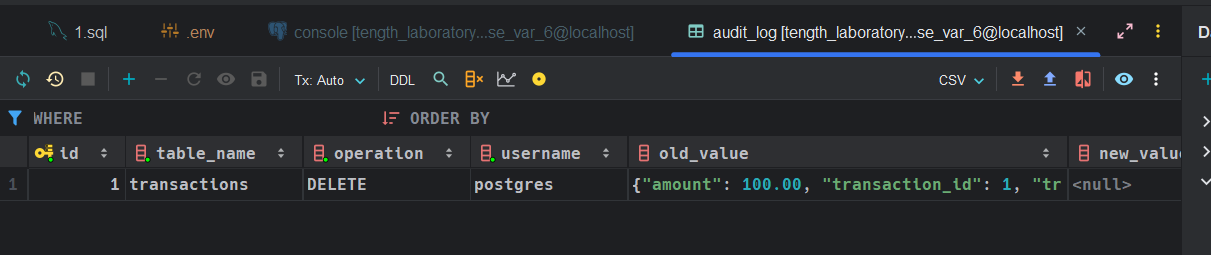 1.sql .env console [tength_laboratory...se_var_6@localhost] audit_log [tength_laboratory...se_var_6@localhost]
Tx: Auto DDL CSV
WHERE ORDER BY
id table_name operation username old_value new_valu
1 1 transactions DELETE postgres {"amount": 100.00, "transaction_id": 1, "tr <null>